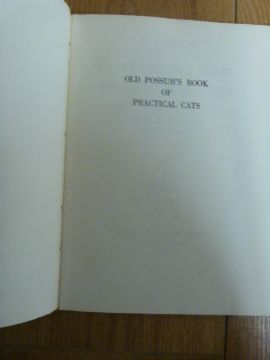 OLD POSSUM'S BOOK
OF
PRACTICAL CATS